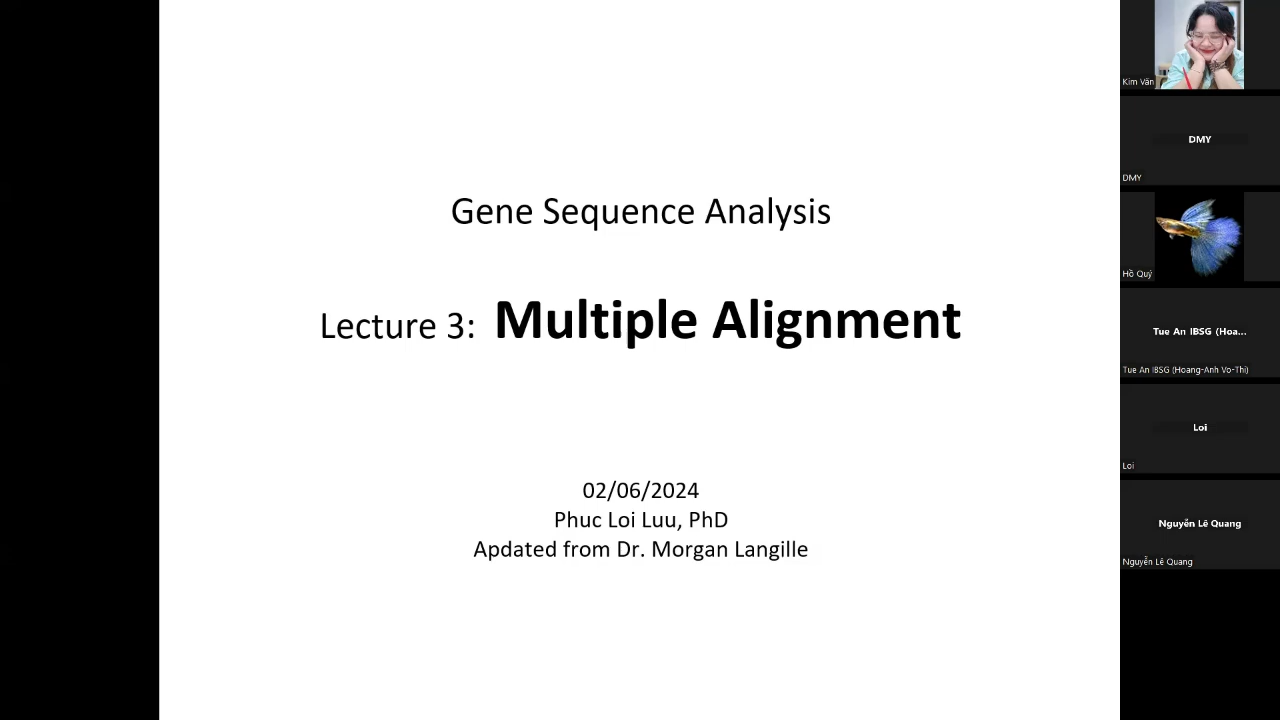 Gene Sequence Analysis
Lecture 3: Multiple Alignment
02/06/2024
Phuc Loi Luu, PhD
Apdated from Dr. Morgan Langille
Kim Vân
DMY
DMY
Hồ Quý
Tue An IBSG (Hoa...
Tue An IBSG (Hoang-Anh Vo-Thi)
Loi
Loi
Nguyễn Lê Quang
Nguyễn Lê Quang